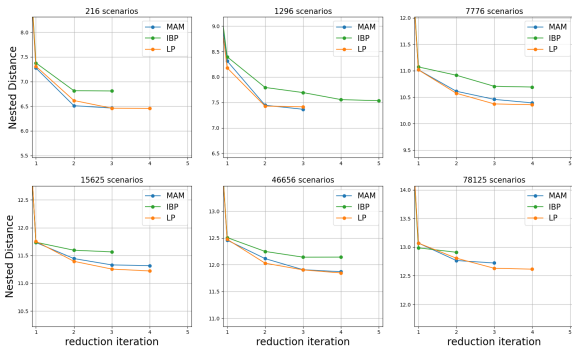 216 scenarios
1296 scenarios
7776 scenarios
Nested Distance
8.0
7.5
7.0
6.5
6.0
5.5
1 2 3 4 5
MAM
IBP
LP
9.0
8.5
8.0
7.5
7.0
6.5
1 2 3 4 5
MAM
IBP
LP
12.0
11.5
11.0
10.5
10.0
9.5
1 2 3 4 5
MAM
IBP
LP
15625 scenarios
46656 scenarios
78125 scenarios
Nested Distance
12.5
12.0
11.5
11.0
10.5
1 2 3 4 5
MAM
IBP
LP
13.0
12.5
12.0
11.5
11.0
1 2 3 4 5
MAM
IBP
LP
14.0
13.5
13.0
12.5
12.0
1 2 3 4 5
MAM
IBP
LP
reduction iteration
reduction iteration
reduction iteration